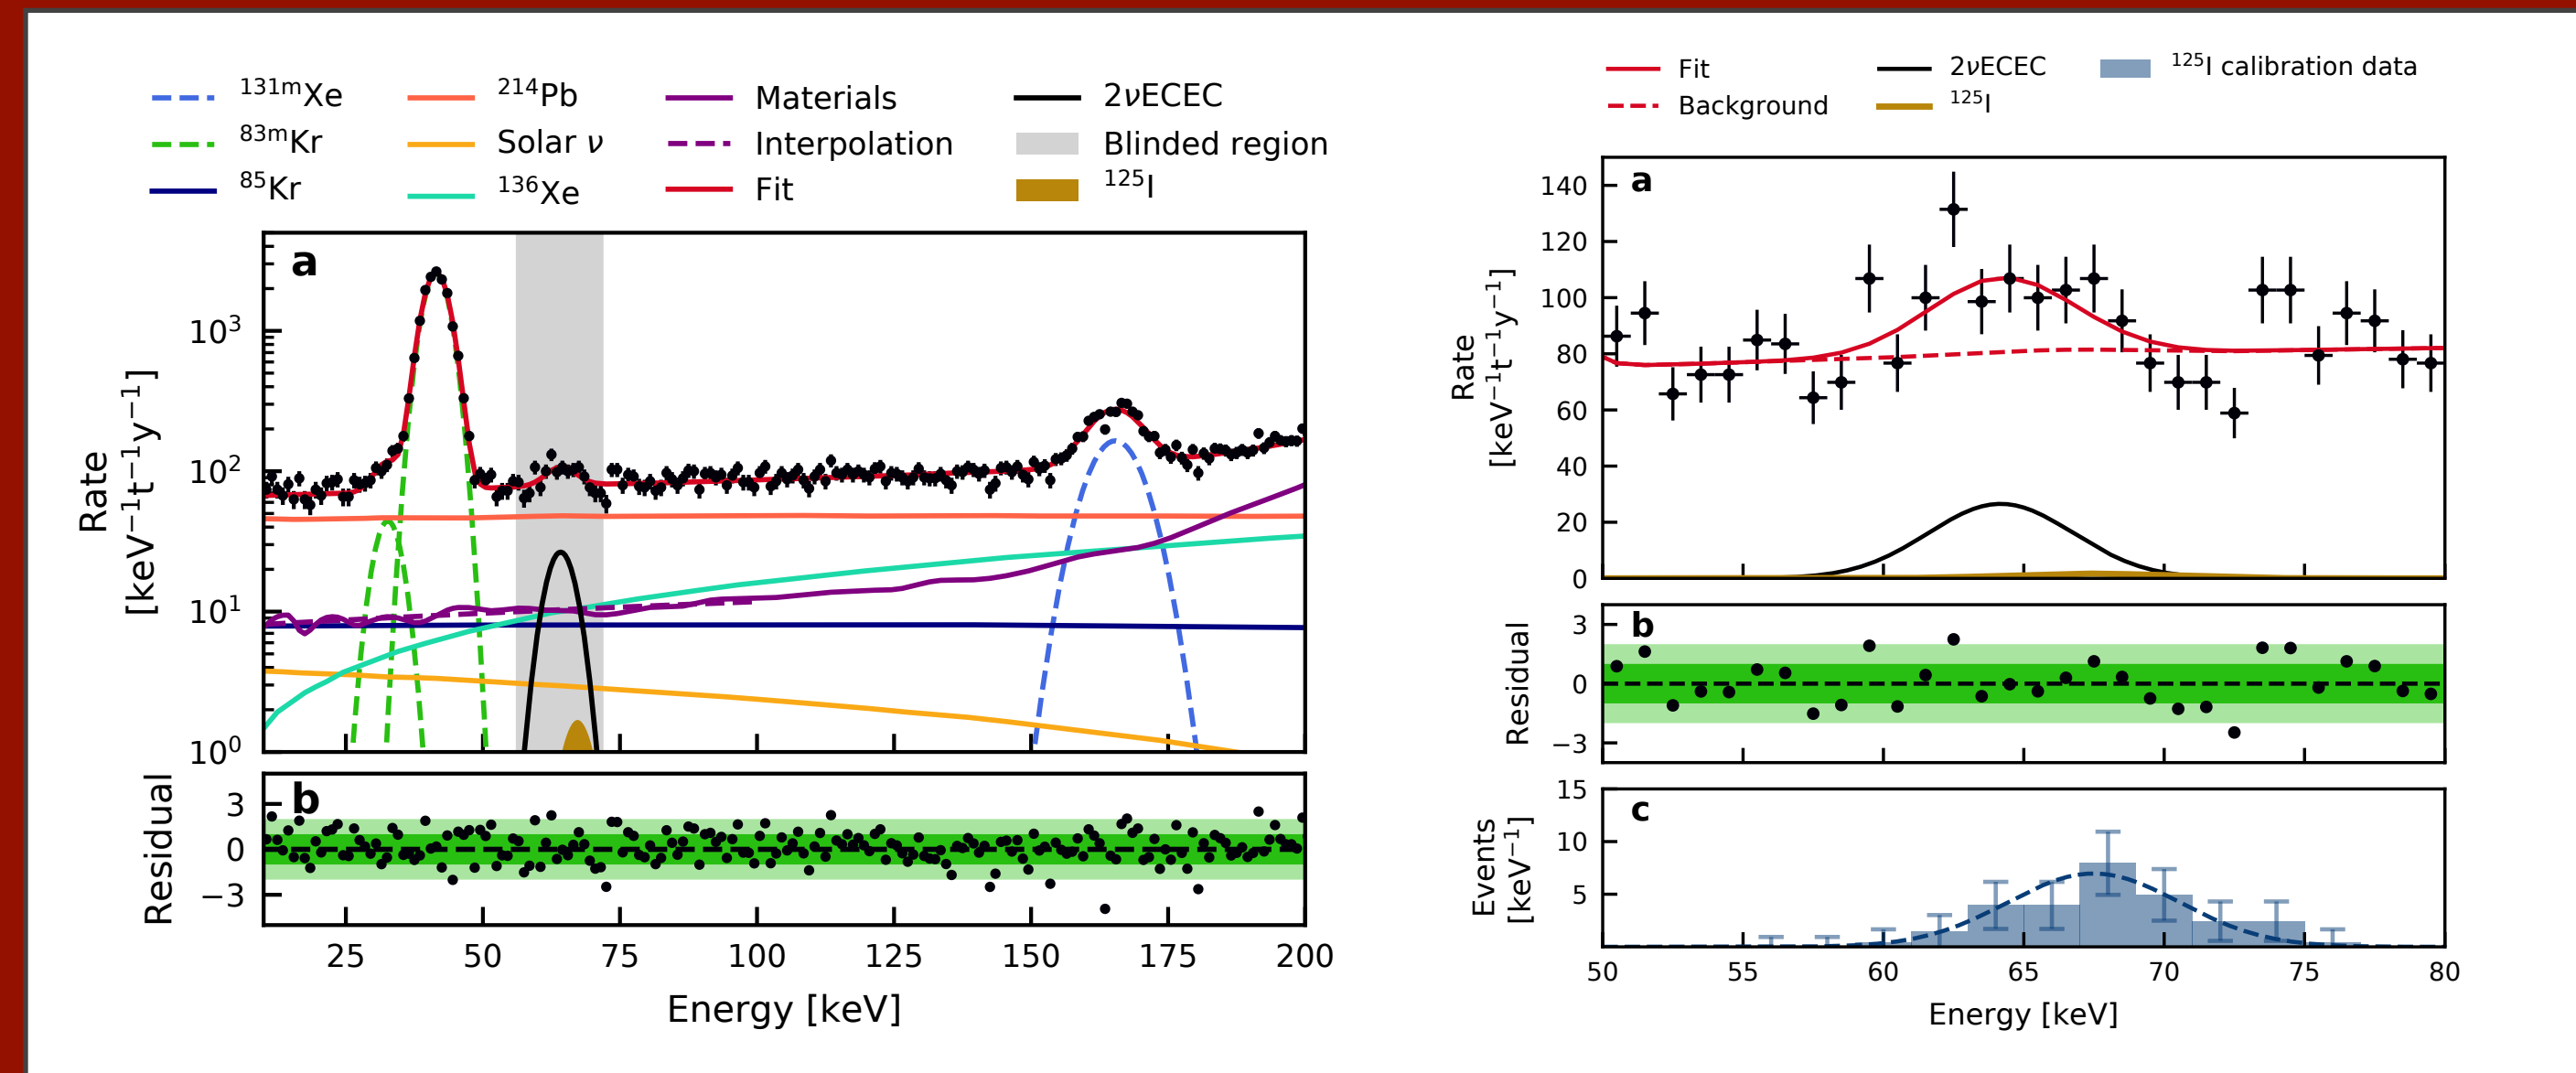 ¹³¹ᵐXe ²¹⁴Pb Materials 2νECEC
⁸³ᵐKr Solar ν Interpolation Blinded region
⁸⁵Kr ¹³⁶Xe Fit ¹²⁵I
a
Rate
[keV⁻¹t⁻¹y⁻¹]
10³
10²
10¹
10⁰
b
Residual
3
0
−3
25 50 75 100 125 150 175 200
Energy [keV]
Fit 2νECEC ¹²⁵I calibration data
Background ¹²⁵I
a
Rate
[keV⁻¹t⁻¹y⁻¹]
140
120
100
80
60
40
20
0
b
Residual
3
0
−3
c
Events
[keV⁻¹]
15
10
5
50 55 60 65 70 75 80
Energy [keV]